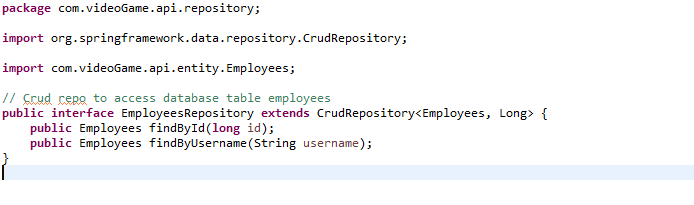 package com.videoGame.api.repository;
import org.springframework.data.repository.CrudRepository;
import com.videoGame.api.entity.Employees;
// Crud repo to access database table employees
public interface EmployeesRepository extends CrudRepository<Employees, Long> {
    public Employees findById(long id);
    public Employees findByUsername(String username);
}